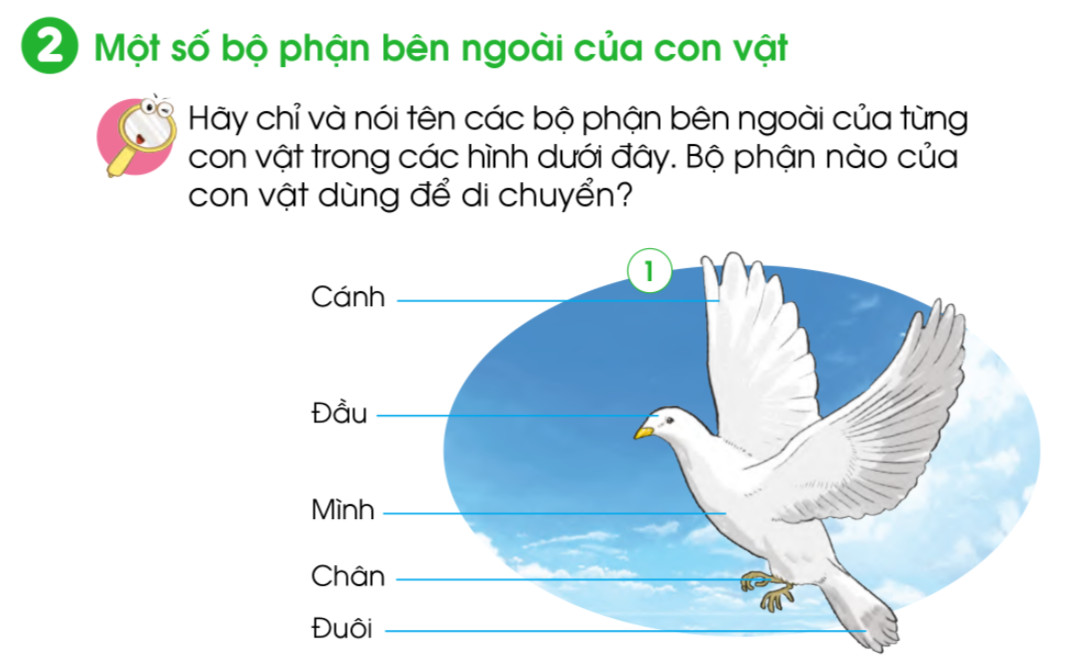 2 Một số bộ phận bên ngoài của con vật
Hãy chỉ và nói tên các bộ phận bên ngoài của từng
con vật trong các hình dưới đây. Bộ phận nào của
con vật dùng để di chuyển?
1
Cánh
Đầu
Mình
Chân
Đuôi